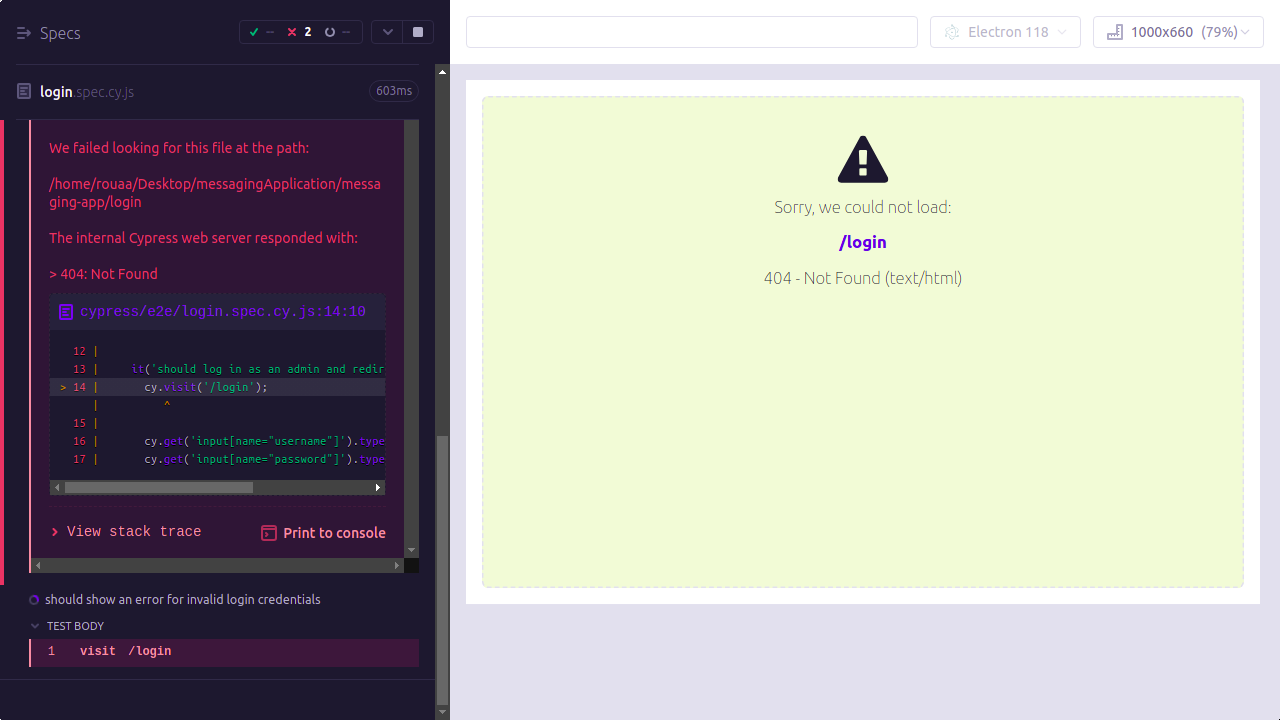 Specs
-- 2 --
login.spec.cy.js 603ms
We failed looking for this file at the path:
/home/rouaa/Desktop/messagingApplication/messa
ging-app/login
The internal Cypress web server responded with:
> 404: Not Found
cypress/e2e/login.spec.cy.js:14:10
12 |
13 | it('should log in as an admin and redir
> 14 | cy.visit('/login');
| ^
15 |
16 | cy.get('input[name="username"]').type
17 | cy.get('input[name="password"]').type
> View stack trace
Print to console
should show an error for invalid login credentials
TEST BODY
1 visit /login
Electron 118
1000x660 (79%)
Sorry, we could not load:
/login
404 - Not Found (text/html)